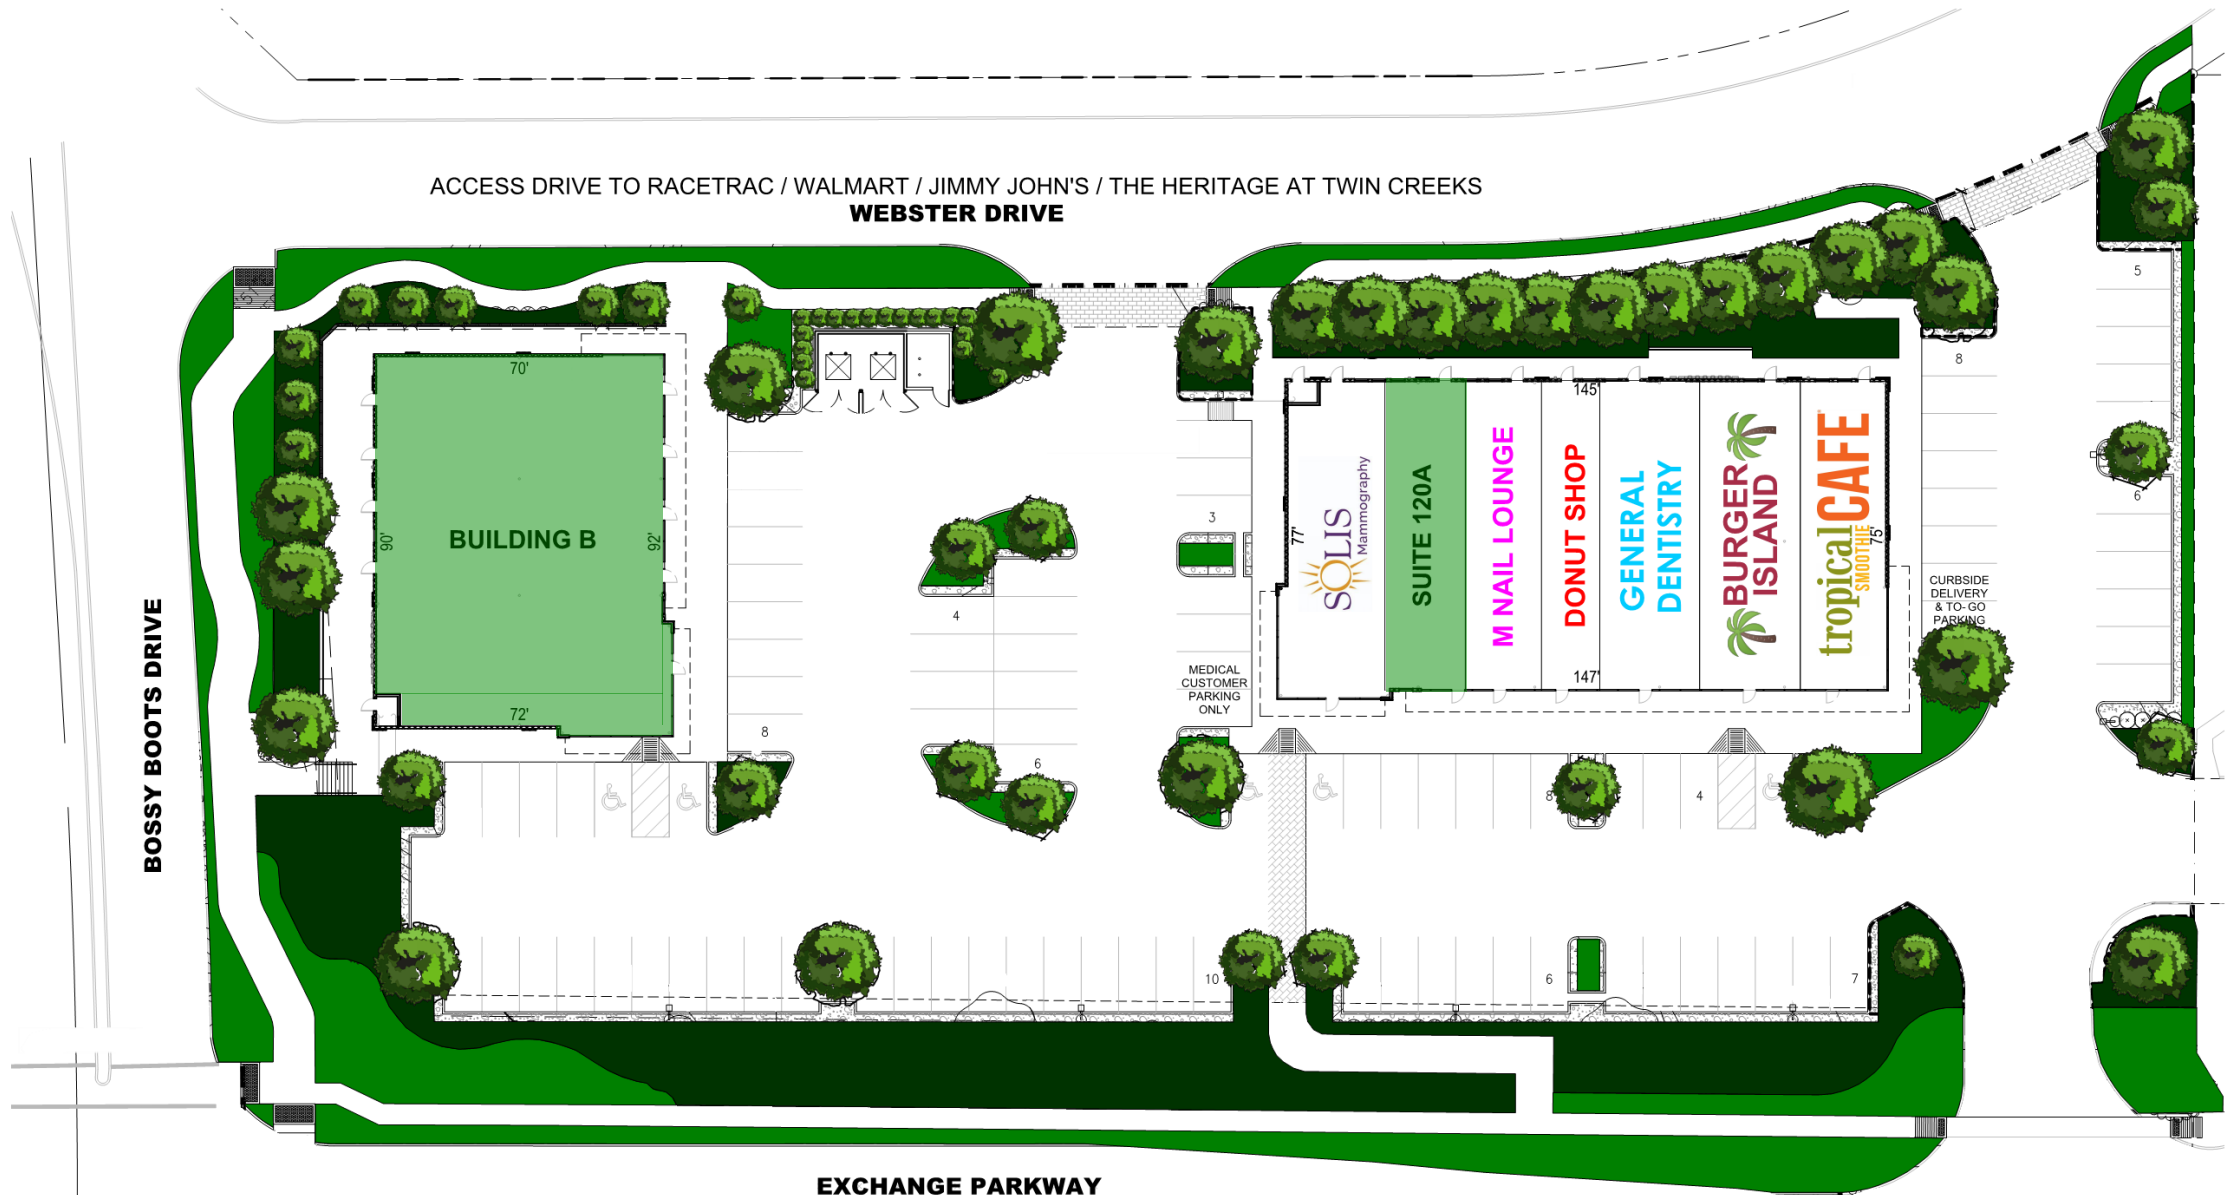 ACCESS DRIVE TO RACETRAC / WALMART / JIMMY JOHN'S / THE HERITAGE AT TWIN CREEKS
WEBSTER DRIVE
5
8
70'
90'
BUILDING B
92'
72'
BOSSY BOOTS DRIVE
8
4
6
3
MEDICAL
CUSTOMER
PARKING
ONLY
145'
77'
SOLIS
Mammography
SUITE 120A
M NAIL LOUNGE
DONUT SHOP
GENERAL
DENTISTRY
BURGER
ISLAND
tropical CAFE
SMOOTHIE
75'
147'
CURBSIDE
DELIVERY
& TO- GO
PARKING
6
8
4
10
6
7
EXCHANGE PARKWAY